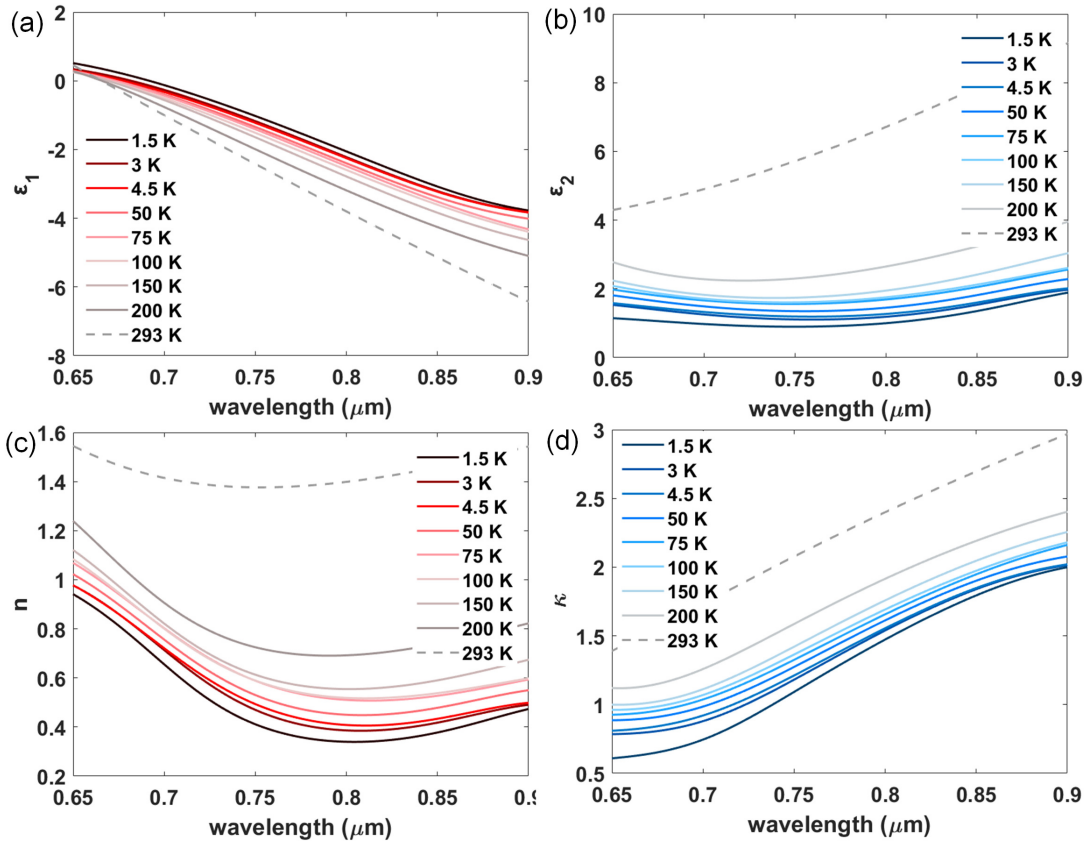 (a)
2
0
-2
-4
-6
-8
ε1
1.5 K
3 K
4.5 K
50 K
75 K
100 K
150 K
200 K
293 K
0.65 0.7 0.75 0.8 0.85 0.9
wavelength (μm)
(b)
10
8
6
4
2
0
ε2
1.5 K
3 K
4.5 K
50 K
75 K
100 K
150 K
200 K
293 K
0.65 0.7 0.75 0.8 0.85 0.9
wavelength (μm)
(c)
1.6
1.4
1.2
1
0.8
0.6
0.4
0.2
n
1.5 K
3 K
4.5 K
50 K
75 K
100 K
150 K
200 K
293 K
0.65 0.7 0.75 0.8 0.85 0.9
wavelength (μm)
(d)
3
2.5
2
1.5
1
0.5
κ
1.5 K
3 K
4.5 K
50 K
75 K
100 K
150 K
200 K
293 K
0.65 0.7 0.75 0.8 0.85 0.9
wavelength (μm)